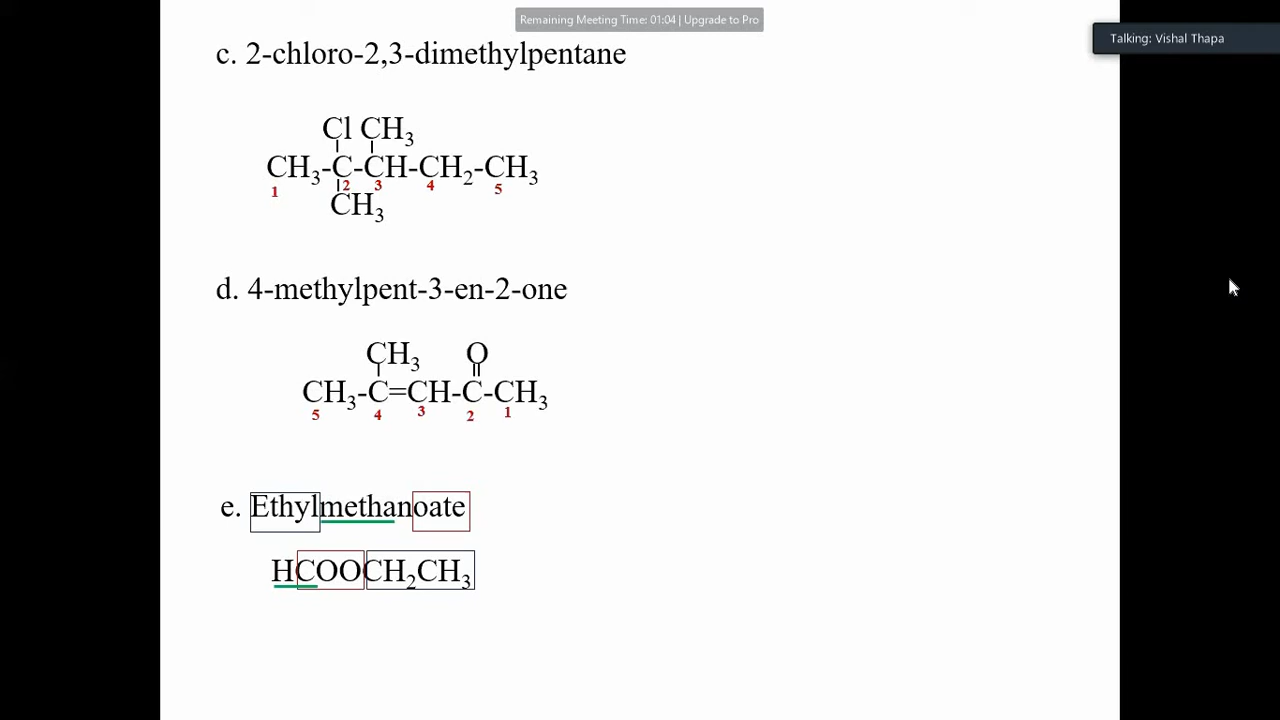 Remaining Meeting Time: 01:04 | Upgrade to Pro
Talking: Vishal Thapa
c. 2-chloro-2,3-dimethylpentane
Cl CH₃
CH₃-C-CH-CH₂-CH₃
1 2 3 4 5
CH₃
d. 4-methylpent-3-en-2-one
CH₃ O
CH₃-C=CH-C-CH₃
5 4 3 2 1
e. Ethylmethanoate
HCOOCH₂CH₃